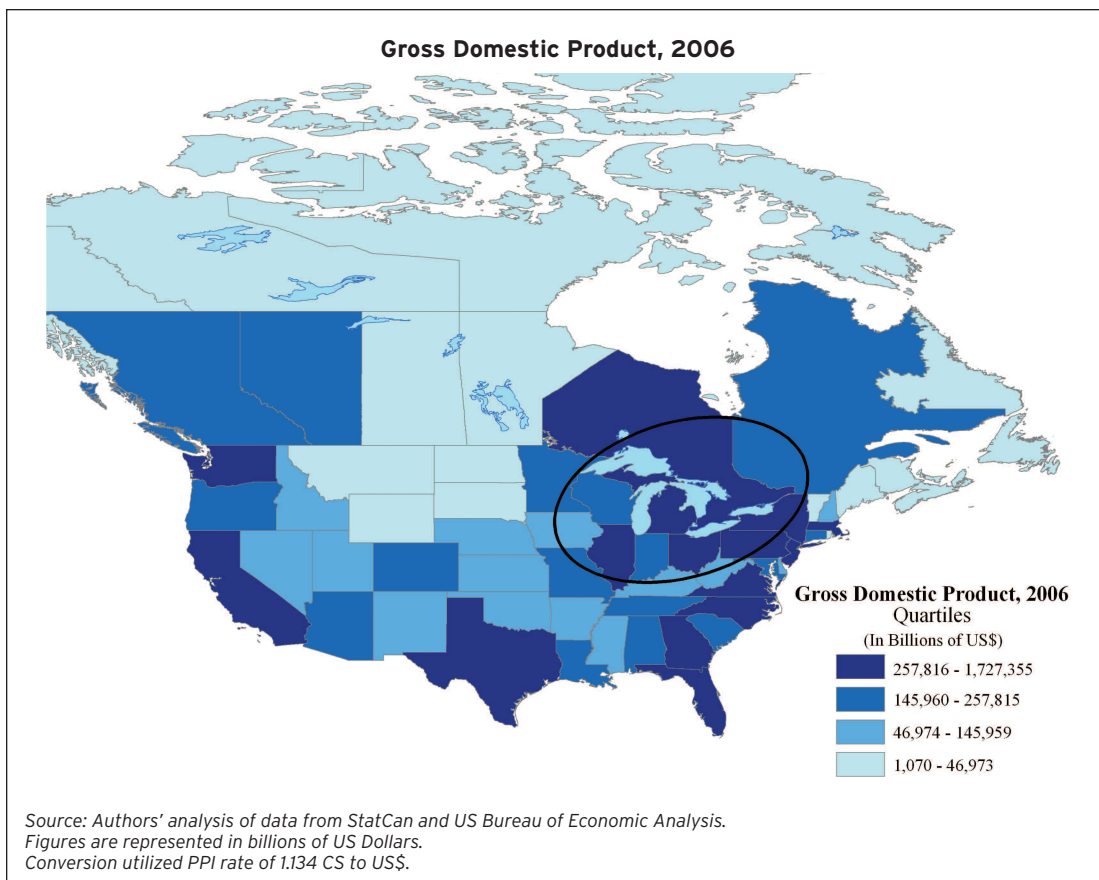 Gross Domestic Product, 2006
Gross Domestic Product, 2006
Quartiles
(In Billions of US$)
257,816 - 1,727,355
145,960 - 257,815
46,974 - 145,959
1,070 - 46,973
Source: Authors’ analysis of data from StatCan and US Bureau of Economic Analysis.
Figures are represented in billions of US Dollars.
Conversion utilized PPI rate of 1.134 CS to US$.